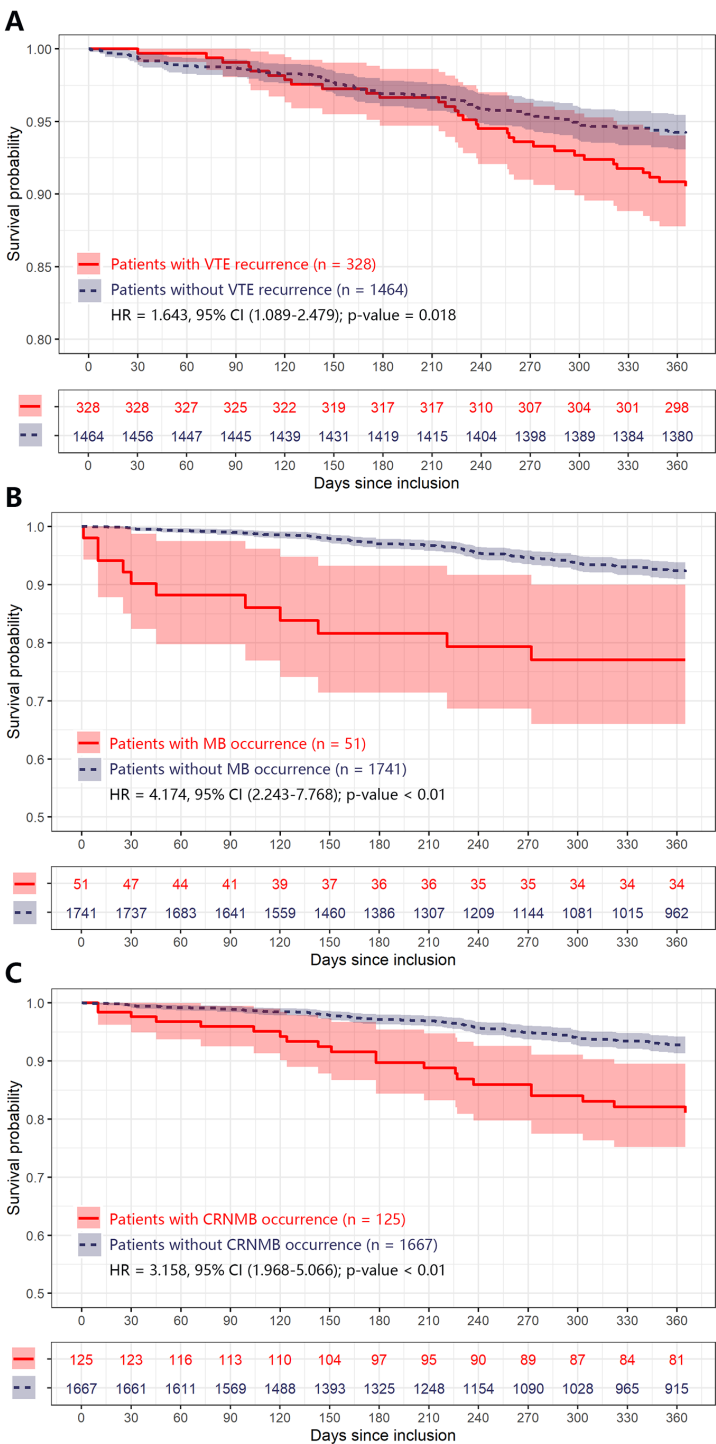 A
1.00
0.95
0.90
0.85
0.80
Survival probability
Patients with VTE recurrence (n = 328)
Patients without VTE recurrence (n = 1464)
HR = 1.643, 95% CI (1.089-2.479); p-value = 0.018
0 30 60 90 120 150 180 210 240 270 300 330 360
328 328 327 325 322 319 317 317 310 307 304 301 298
1464 1456 1447 1445 1439 1431 1419 1415 1404 1398 1389 1384 1380
0 30 60 90 120 150 180 210 240 270 300 330 360
Days since inclusion
B
1.0
0.9
0.8
0.7
0.6
0.5
Survival probability
Patients with MB occurrence (n = 51)
Patients without MB occurrence (n = 1741)
HR = 4.174, 95% CI (2.243-7.768); p-value < 0.01
0 30 60 90 120 150 180 210 240 270 300 330 360
51 47 44 41 39 37 36 36 35 35 34 34 34
1741 1737 1683 1641 1559 1460 1386 1307 1209 1144 1081 1015 962
0 30 60 90 120 150 180 210 240 270 300 330 360
Days since inclusion
C
1.0
0.9
0.8
0.7
0.6
0.5
Survival probability
Patients with CRNMB occurrence (n = 125)
Patients without CRNMB occurrence (n = 1667)
HR = 3.158, 95% CI (1.968-5.066); p-value < 0.01
0 30 60 90 120 150 180 210 240 270 300 330 360
125 123 116 113 110 104 97 95 90 89 87 84 81
1667 1661 1611 1569 1488 1393 1325 1248 1154 1090 1028 965 915
0 30 60 90 120 150 180 210 240 270 300 330 360
Days since inclusion